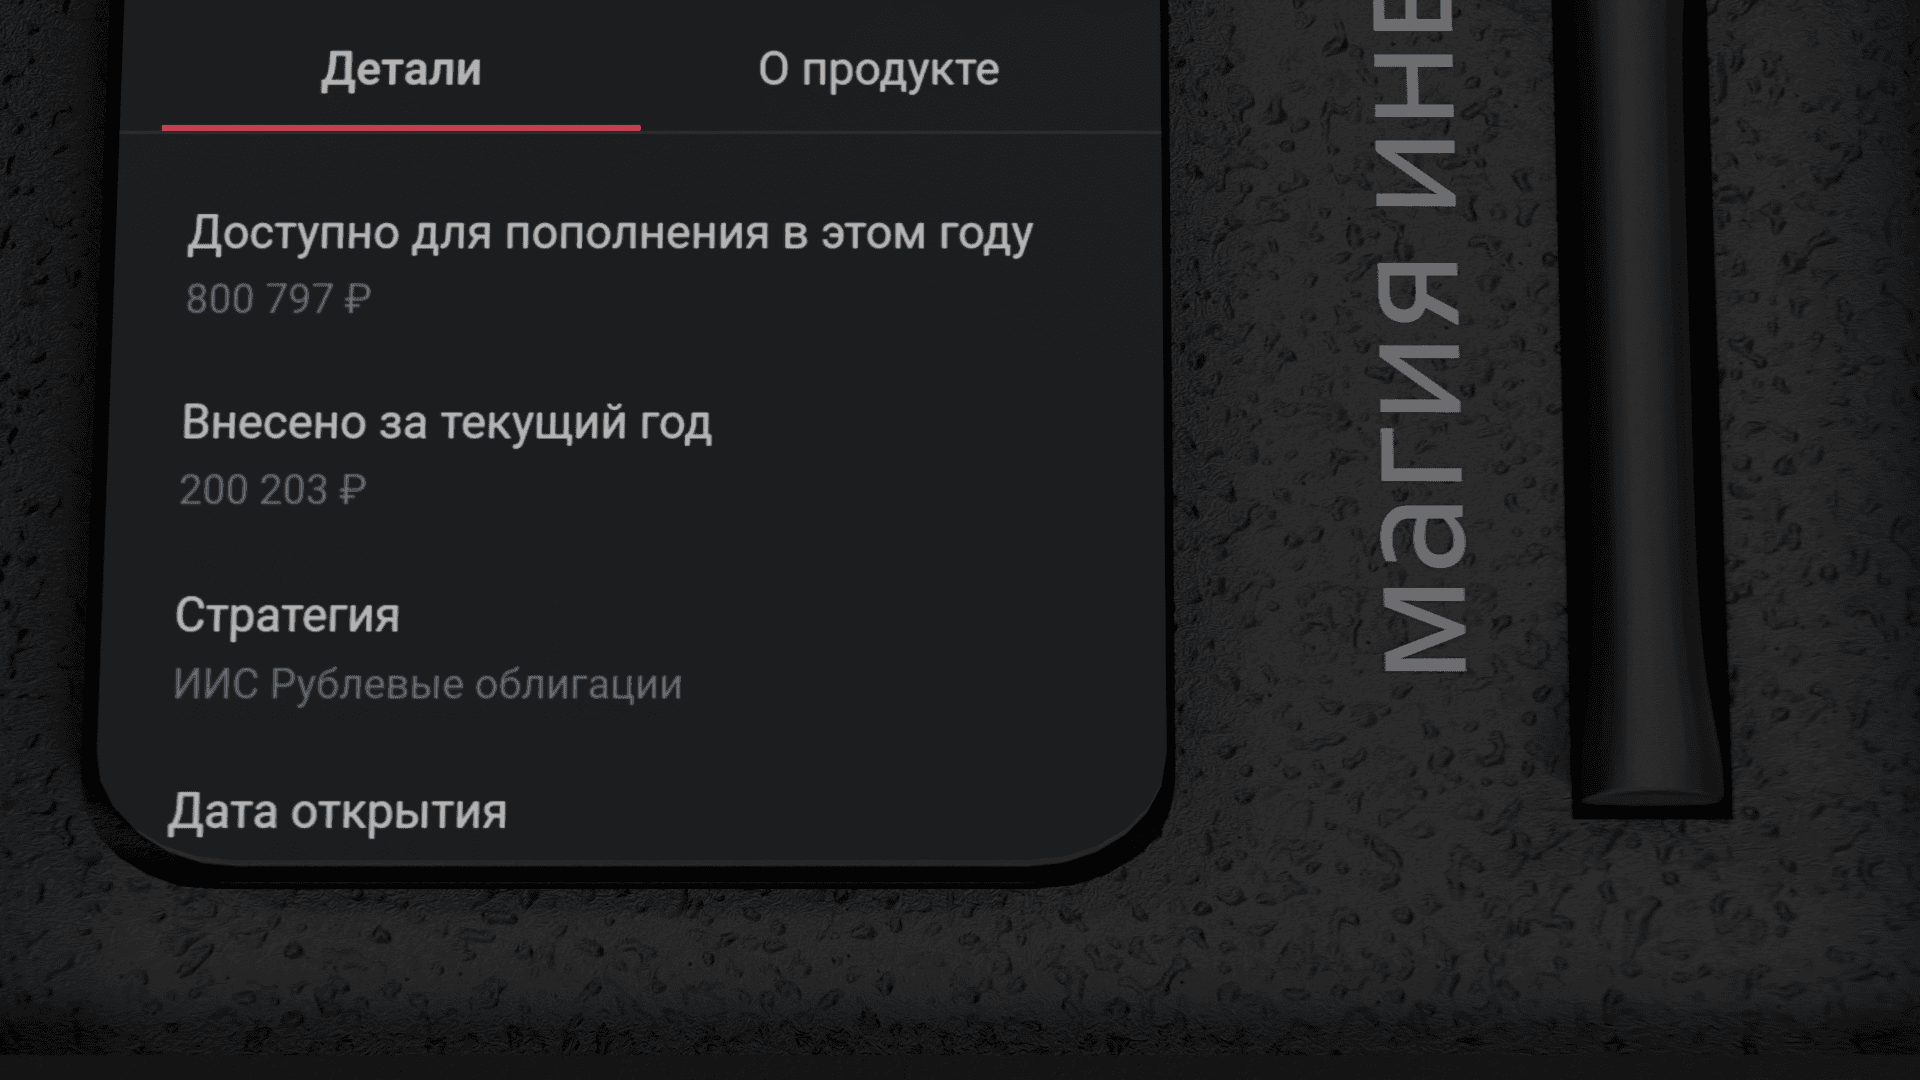 Детали
О продукте
Доступно для пополнения в этом году
800 797 ₽
Внесено за текущий год
200 203 ₽
Стратегия
ИИС Рублевые облигации
Дата открытия
магия